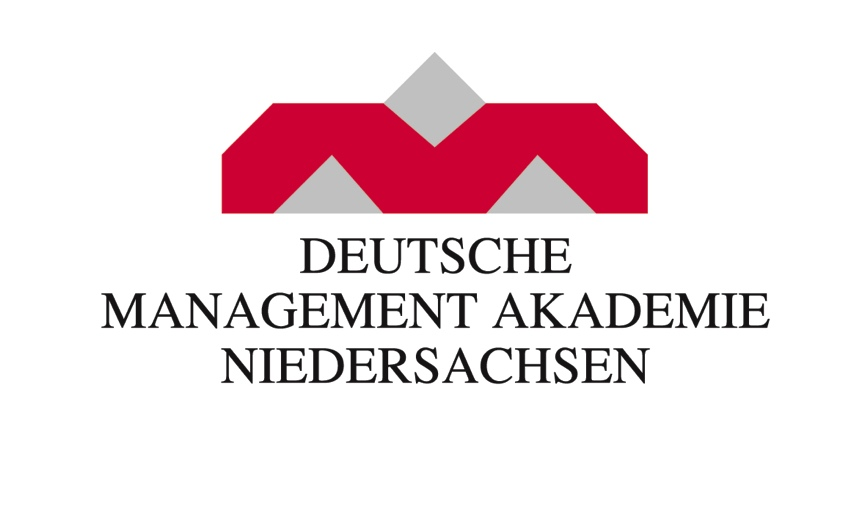 DEUTSCHE
MANAGEMENT AKADEMIE
NIEDERSACHSEN